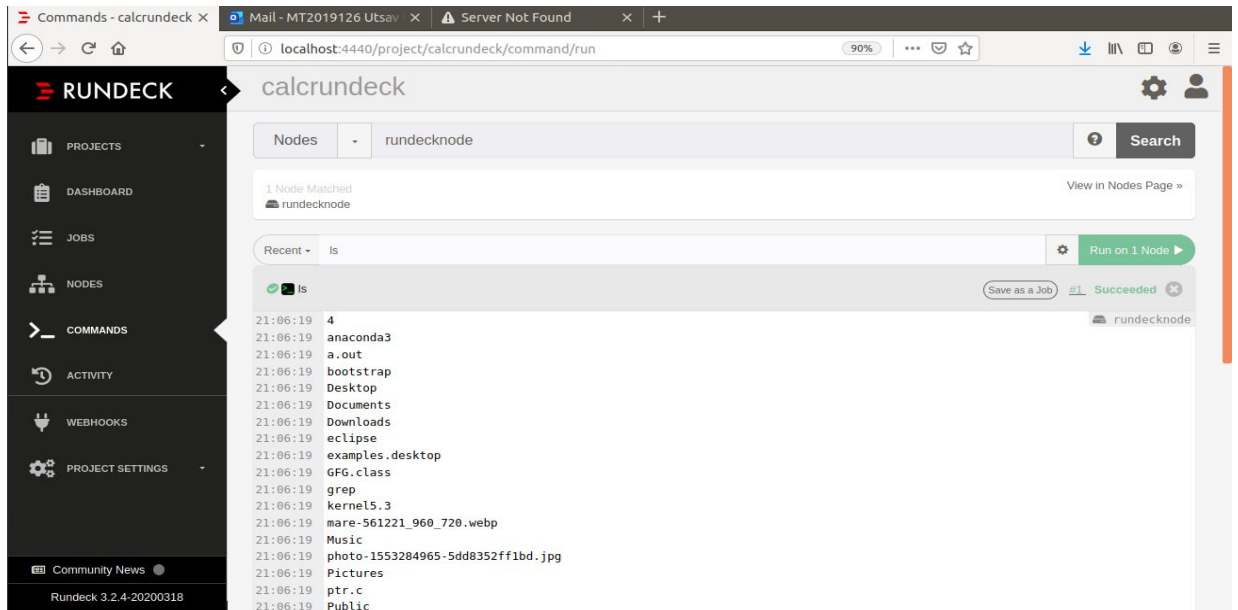 Commands - calcrundeck
Mail - MT2019126 Utsav
Server Not Found
localhost:4440/project/calcrundeck/command/run
90%
RUNDECK
calcrundeck
PROJECTS
DASHBOARD
JOBS
NODES
COMMANDS
ACTIVITY
WEBHOOKS
PROJECT SETTINGS
Community News
Rundeck 3.2.4-20200318
Nodes rundecknode Search
1 Node Matched View in Nodes Page »
rundecknode
Recent ls Run on 1 Node
ls Save as a Job #1 Succeeded
rundecknode
21:06:19 4
21:06:19 anaconda3
21:06:19 a.out
21:06:19 bootstrap
21:06:19 Desktop
21:06:19 Documents
21:06:19 Downloads
21:06:19 eclipse
21:06:19 examples.desktop
21:06:19 GFG.class
21:06:19 grep
21:06:19 kernel5.3
21:06:19 mare-561221_960_720.webp
21:06:19 Music
21:06:19 photo-1553284965-5dd8352ff1bd.jpg
21:06:19 Pictures
21:06:19 ptr.c
21:06:19 Public